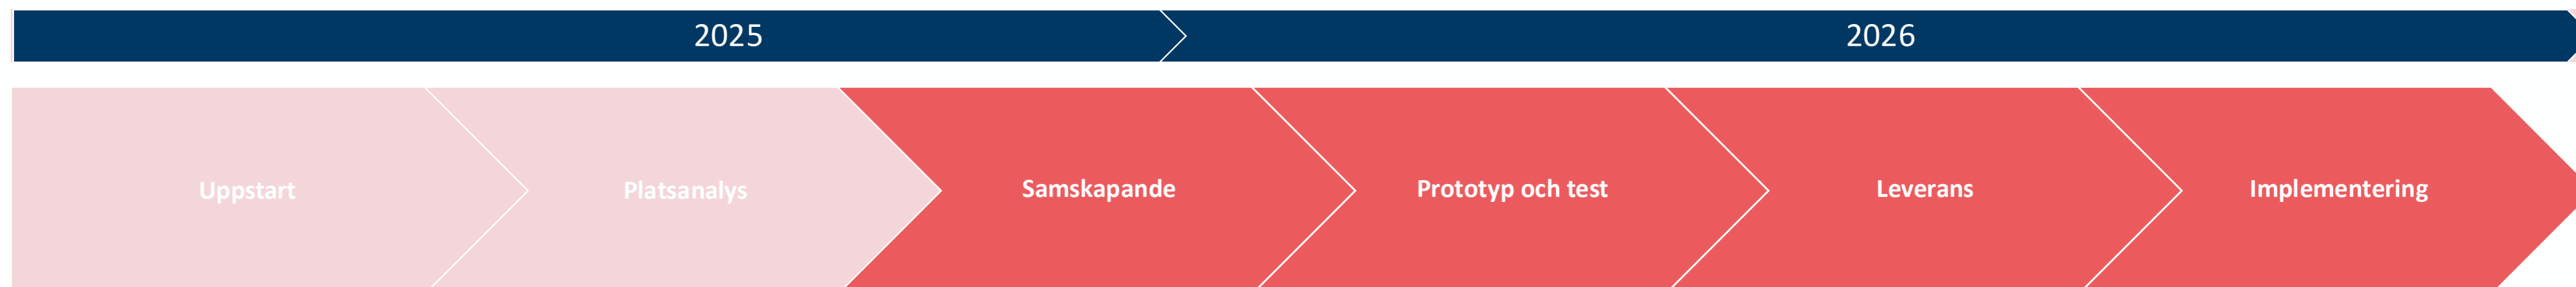 2025
2026
Uppstart
Platsanalys
Samskapande
Prototyp och test
Leverans
Implementering